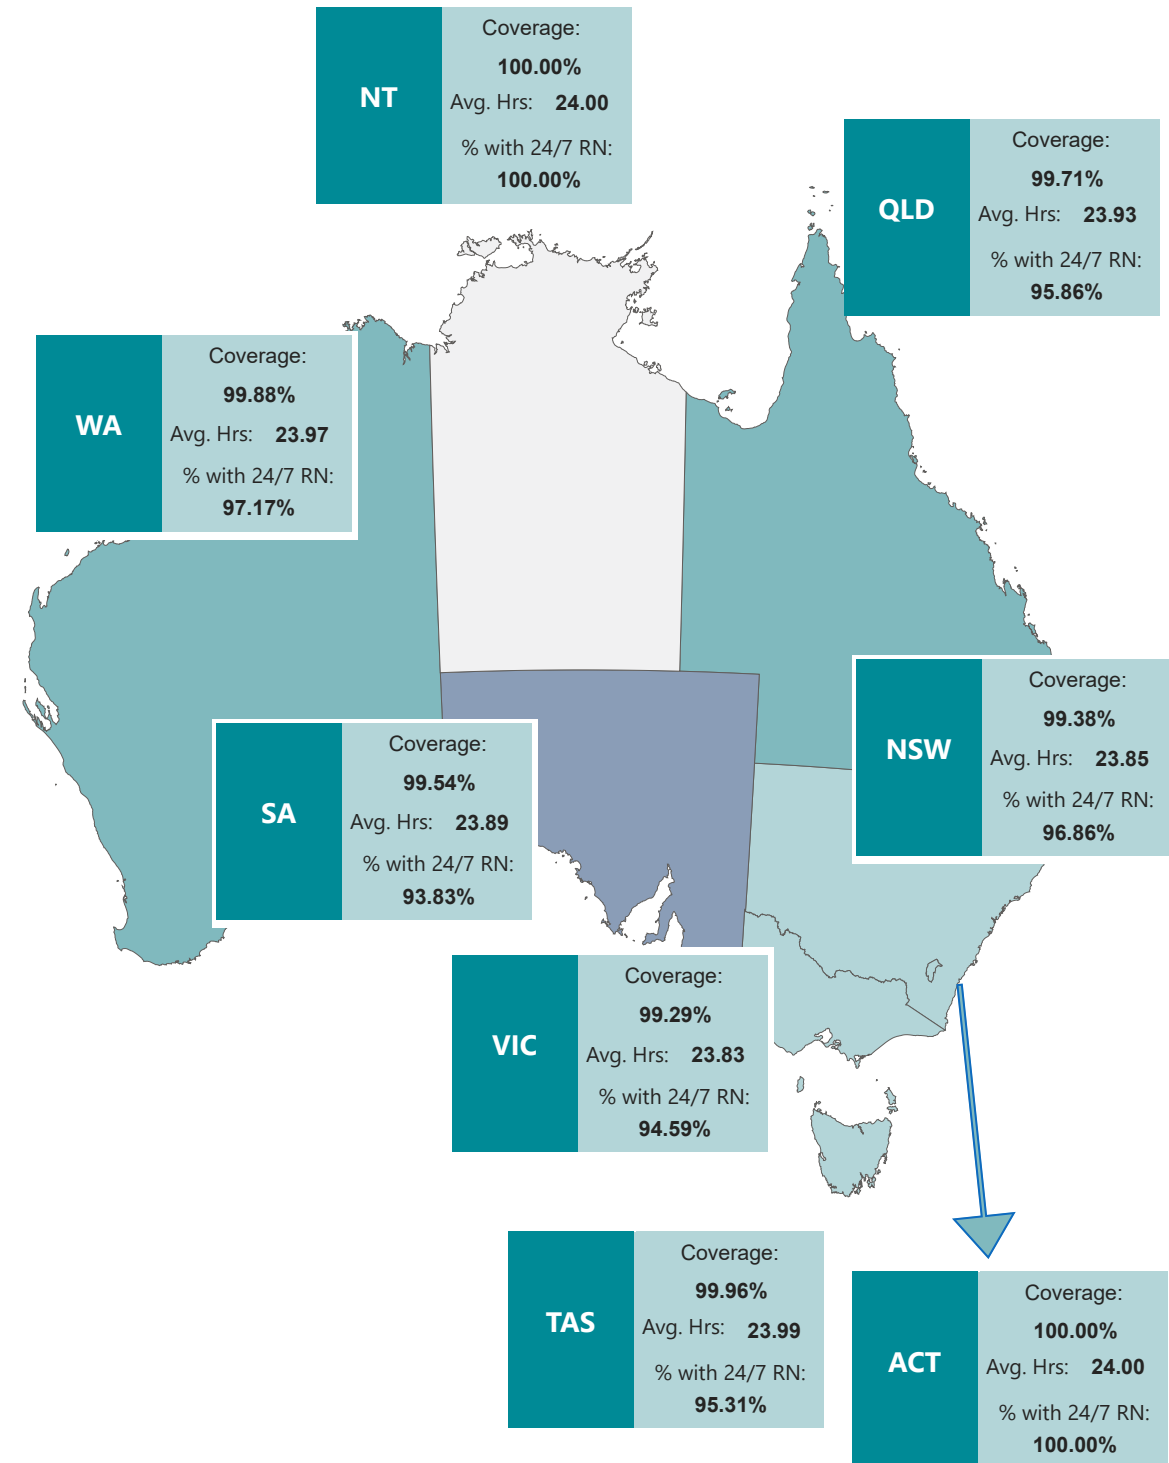 NT
Coverage:
100.00%
Avg. Hrs: 24.00
% with 24/7 RN:
100.00%
QLD
Coverage:
99.71%
Avg. Hrs: 23.93
% with 24/7 RN:
95.86%
WA
Coverage:
99.88%
Avg. Hrs: 23.97
% with 24/7 RN:
97.17%
NSW
Coverage:
99.38%
Avg. Hrs: 23.85
% with 24/7 RN:
96.86%
SA
Coverage:
99.54%
Avg. Hrs: 23.89
% with 24/7 RN:
93.83%
VIC
Coverage:
99.29%
Avg. Hrs: 23.83
% with 24/7 RN:
94.59%
TAS
Coverage:
99.96%
Avg. Hrs: 23.99
% with 24/7 RN:
95.31%
ACT
Coverage:
100.00%
Avg. Hrs: 24.00
% with 24/7 RN:
100.00%